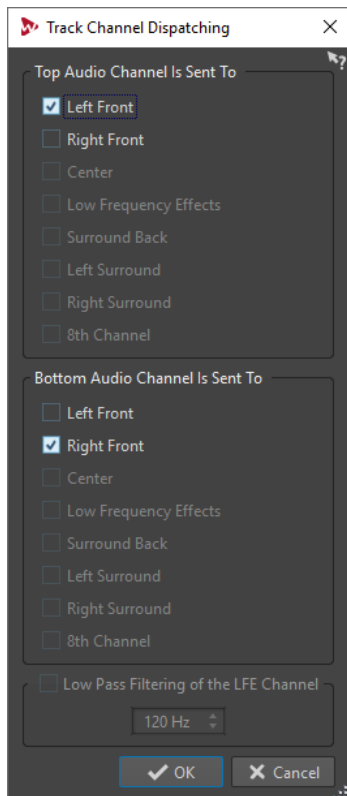 Track Channel Dispatching
Top Audio Channel Is Sent To
Left Front
Right Front
Center
Low Frequency Effects
Surround Back
Left Surround
Right Surround
8th Channel
Bottom Audio Channel Is Sent To
Left Front
Right Front
Center
Low Frequency Effects
Surround Back
Left Surround
Right Surround
8th Channel
Low Pass Filtering of the LFE Channel
120 Hz
OK Cancel